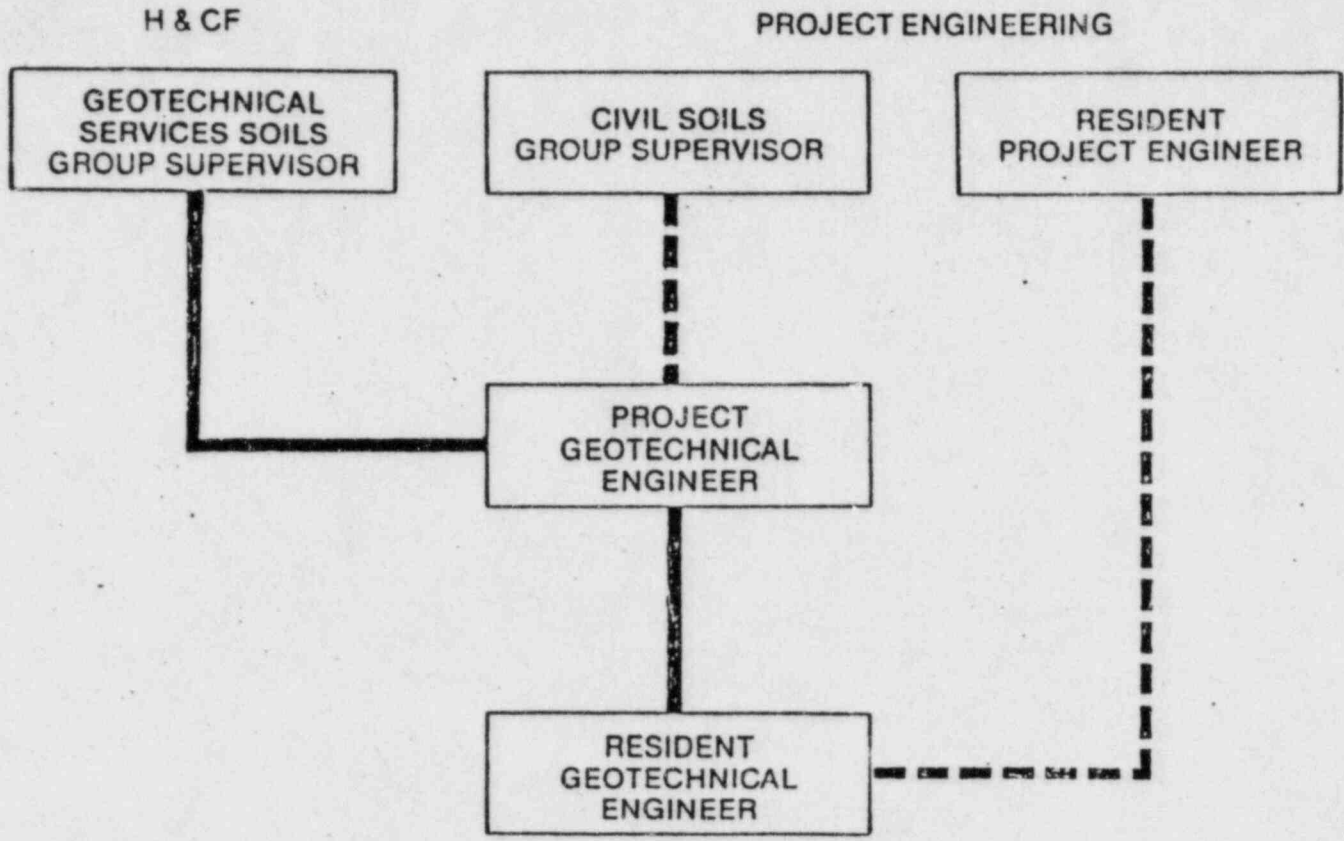 H & CF
PROJECT ENGINEERING
GEOTECHNICAL
SERVICES SOILS
GROUP SUPERVISOR
CIVIL SOILS
GROUP SUPERVISOR
RESIDENT
PROJECT ENGINEER
PROJECT
GEOTECHNICAL
ENGINEER
RESIDENT
GEOTECHNICAL
ENGINEER